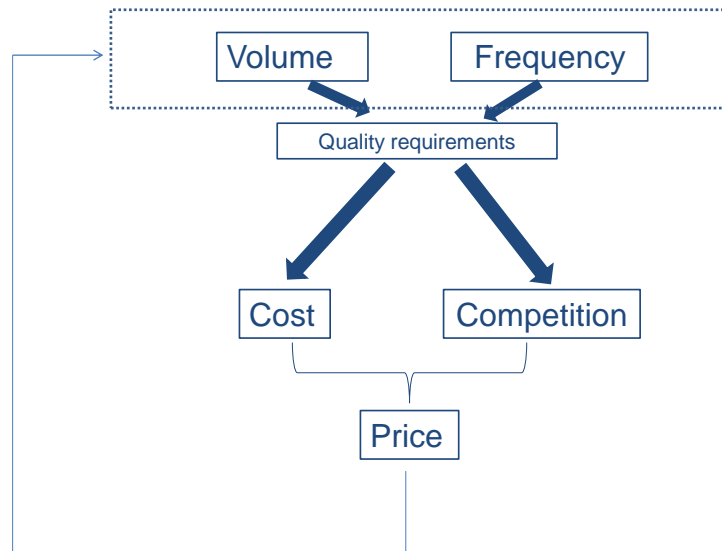 Volume
Frequency
Quality requirements
Cost
Competition
Price